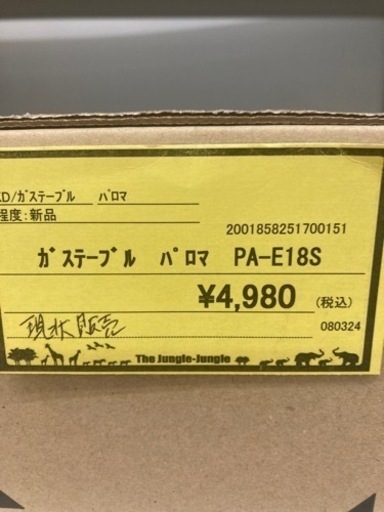 KD/ｶﾞｽﾃｰﾌﾞﾙ ﾊﾟﾛﾏ
程度:新品
2001858251700151
ｶﾞｽﾃｰﾌﾞﾙ ﾊﾟﾛﾏ PA-E18S
¥4,980 (税込)
現状販売
080324
The Jungle-Jungle